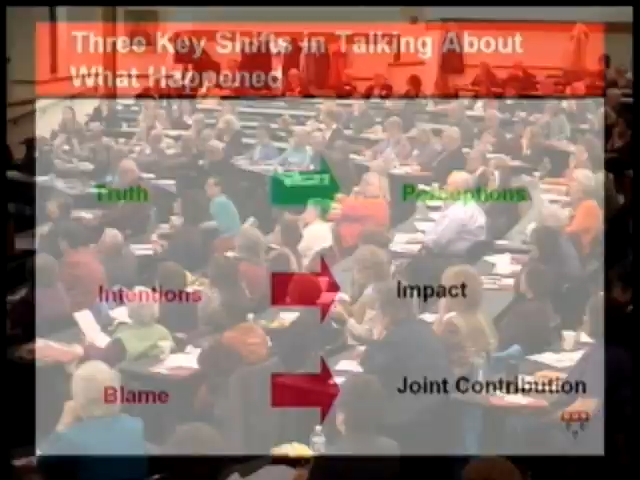 Three Key Shifts in Talking About
What Happened
Truth Perceptions
Intentions Impact
Blame Joint Contribution